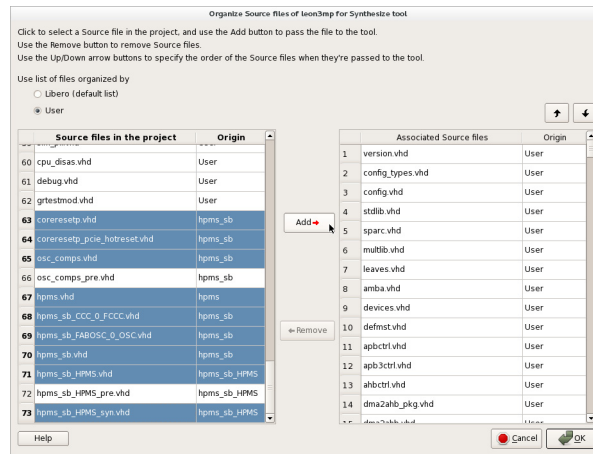 Organize Source files of leon3mp for Synthesize tool
Click to select a Source file in the project, and use the Add button to pass the file to the tool.
Use the Remove button to remove Source files.
Use the Up/Down arrow buttons to specify the order of the Source files when they're passed to the tool.
Use list of files organized by
Libero (default list)
User
Source files in the project Origin
60 cpu_disas.vhd User
61 debug.vhd User
62 grtestmod.vhd User
63 coreresetp.vhd hpms_sb
64 coreresetp_pcie_hotreset.vhd hpms_sb
65 osc_comps.vhd hpms_sb
66 osc_comps_pre.vhd hpms_sb
67 hpms.vhd hpms
68 hpms_sb_CCC_0_FCCC.vhd hpms_sb
69 hpms_sb_FABOSC_0_OSC.vhd hpms_sb
70 hpms_sb.vhd hpms_sb
71 hpms_sb_HPMS.vhd hpms_sb_HPMS
72 hpms_sb_HPMS_pre.vhd hpms_sb_HPMS
73 hpms_sb_HPMS_syn.vhd hpms_sb_HPMS
Add
Remove
Associated Source files Origin
1 version.vhd User
2 config_types.vhd User
3 config.vhd User
4 stdlib.vhd User
5 sparc.vhd User
6 multlib.vhd User
7 leaves.vhd User
8 amba.vhd User
9 devices.vhd User
10 defmst.vhd User
11 apbctrl.vhd User
12 apb3ctrl.vhd User
13 ahbctrl.vhd User
14 dma2ahb_pkg.vhd User
Help
Cancel
OK